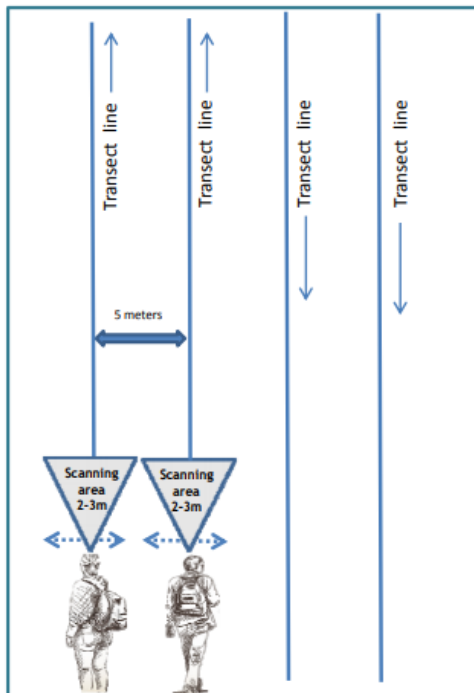 Transect line
Transect line
Transect line
Transect line
5 meters
Scanning
area
2-3m
Scanning
area
2-3m